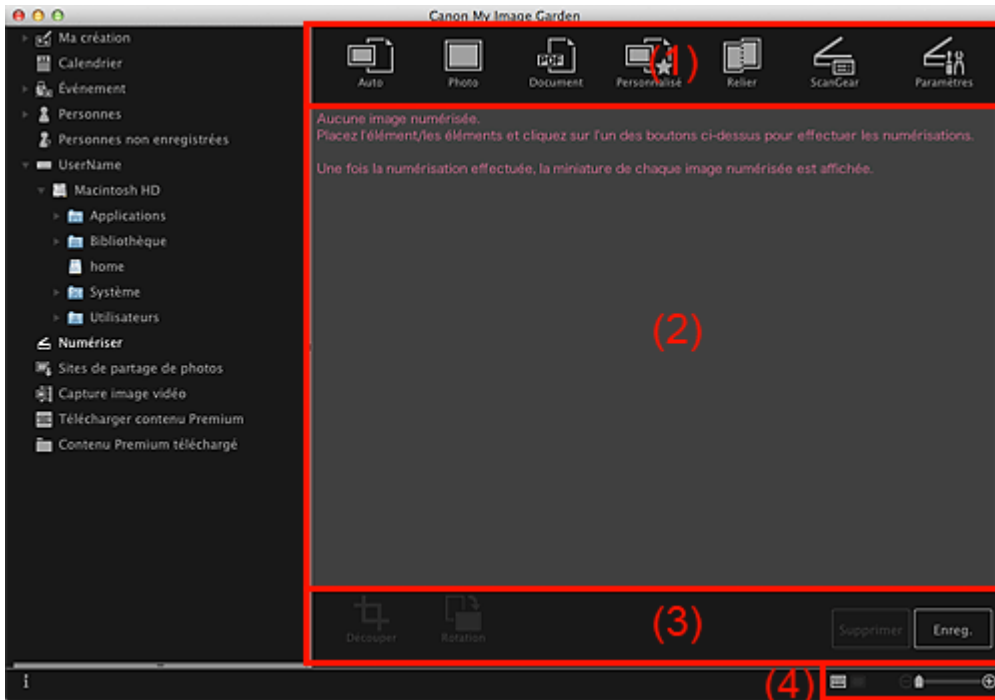 Canon My Image Garden
Ma création
Calendrier
Événement
Personnes
Personnes non enregistrées
UserName
Macintosh HD
Applications
Bibliothèque
home
Système
Utilisateurs
Numériser
Sites de partage de photos
Capture image vidéo
Télécharger contenu Premium
Contenu Premium téléchargé
PDF
(1)
Auto Photo Document Personnalisé Relier ScanGear Paramètres
Aucune image numérisée.
Placez l'élément/les éléments et cliquez sur l'un des boutons ci-dessus pour effectuer les numérisations.
Une fois la numérisation effectuée, la miniature de chaque image numérisée est affichée.
(2)
(3)
Découper Rotation Supprimer Enreg.
(4)